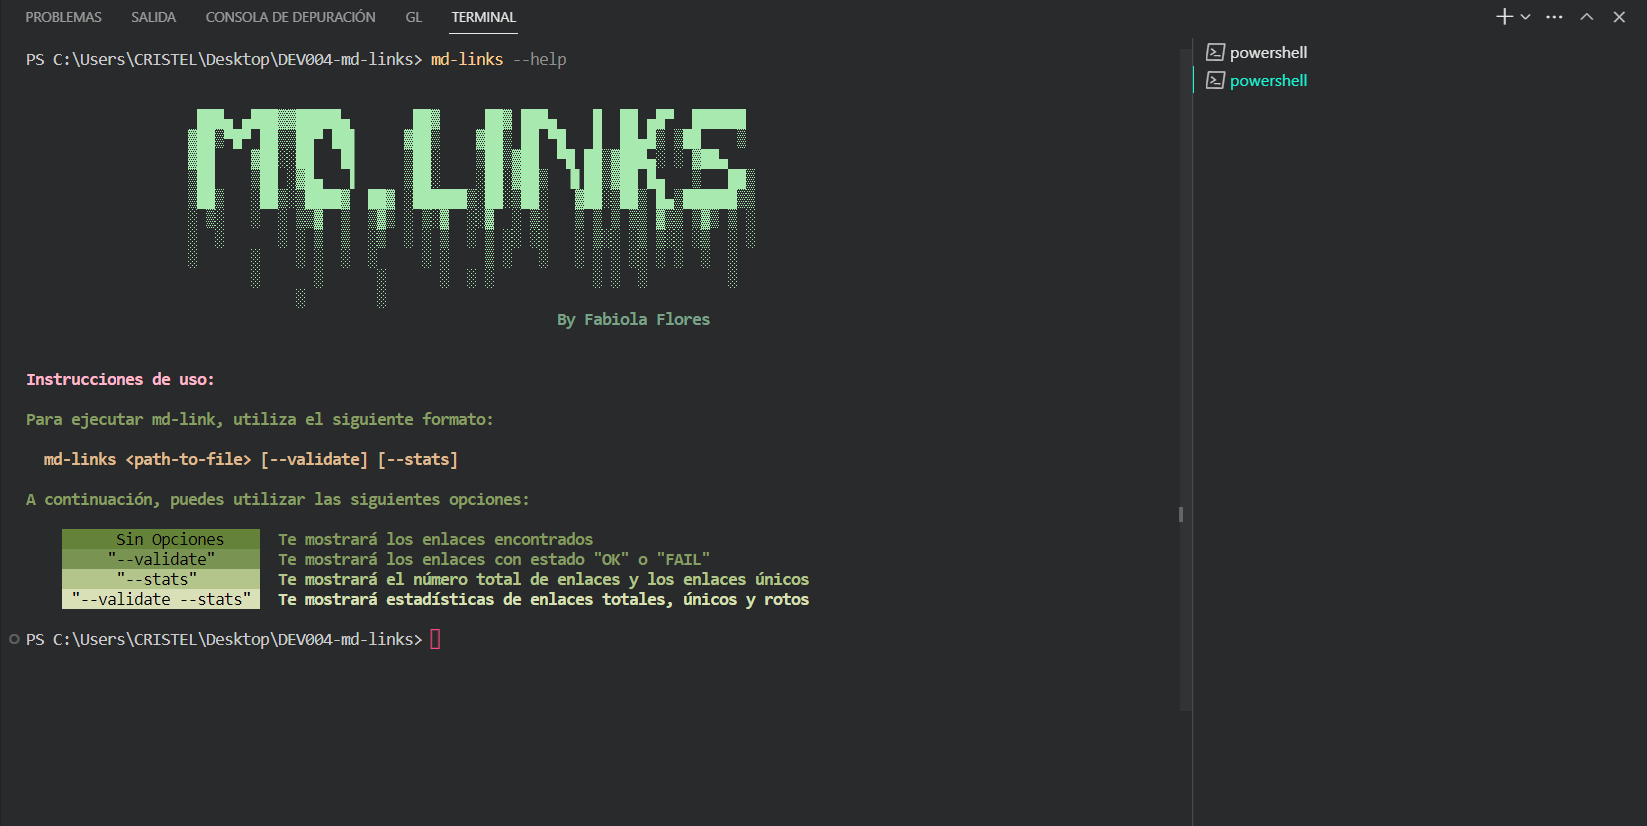 PROBLEMAS SALIDA CONSOLA DE DEPURACIÓN GL TERMINAL
powershell
powershell
PS C:\Users\CRISTEL\Desktop\DEV004-md-links> md-links --help
MD.LINKS
By Fabiola Flores
Instrucciones de uso:
Para ejecutar md-link, utiliza el siguiente formato:
md-links <path-to-file> [--validate] [--stats]
A continuación, puedes utilizar las siguientes opciones:
Sin Opciones Te mostrará los enlaces encontrados
"--validate" Te mostrará los enlaces con estado "OK" o "FAIL"
"--stats" Te mostrará el número total de enlaces y los enlaces únicos
"--validate --stats" Te mostrará estadísticas de enlaces totales, únicos y rotos
PS C:\Users\CRISTEL\Desktop\DEV004-md-links>